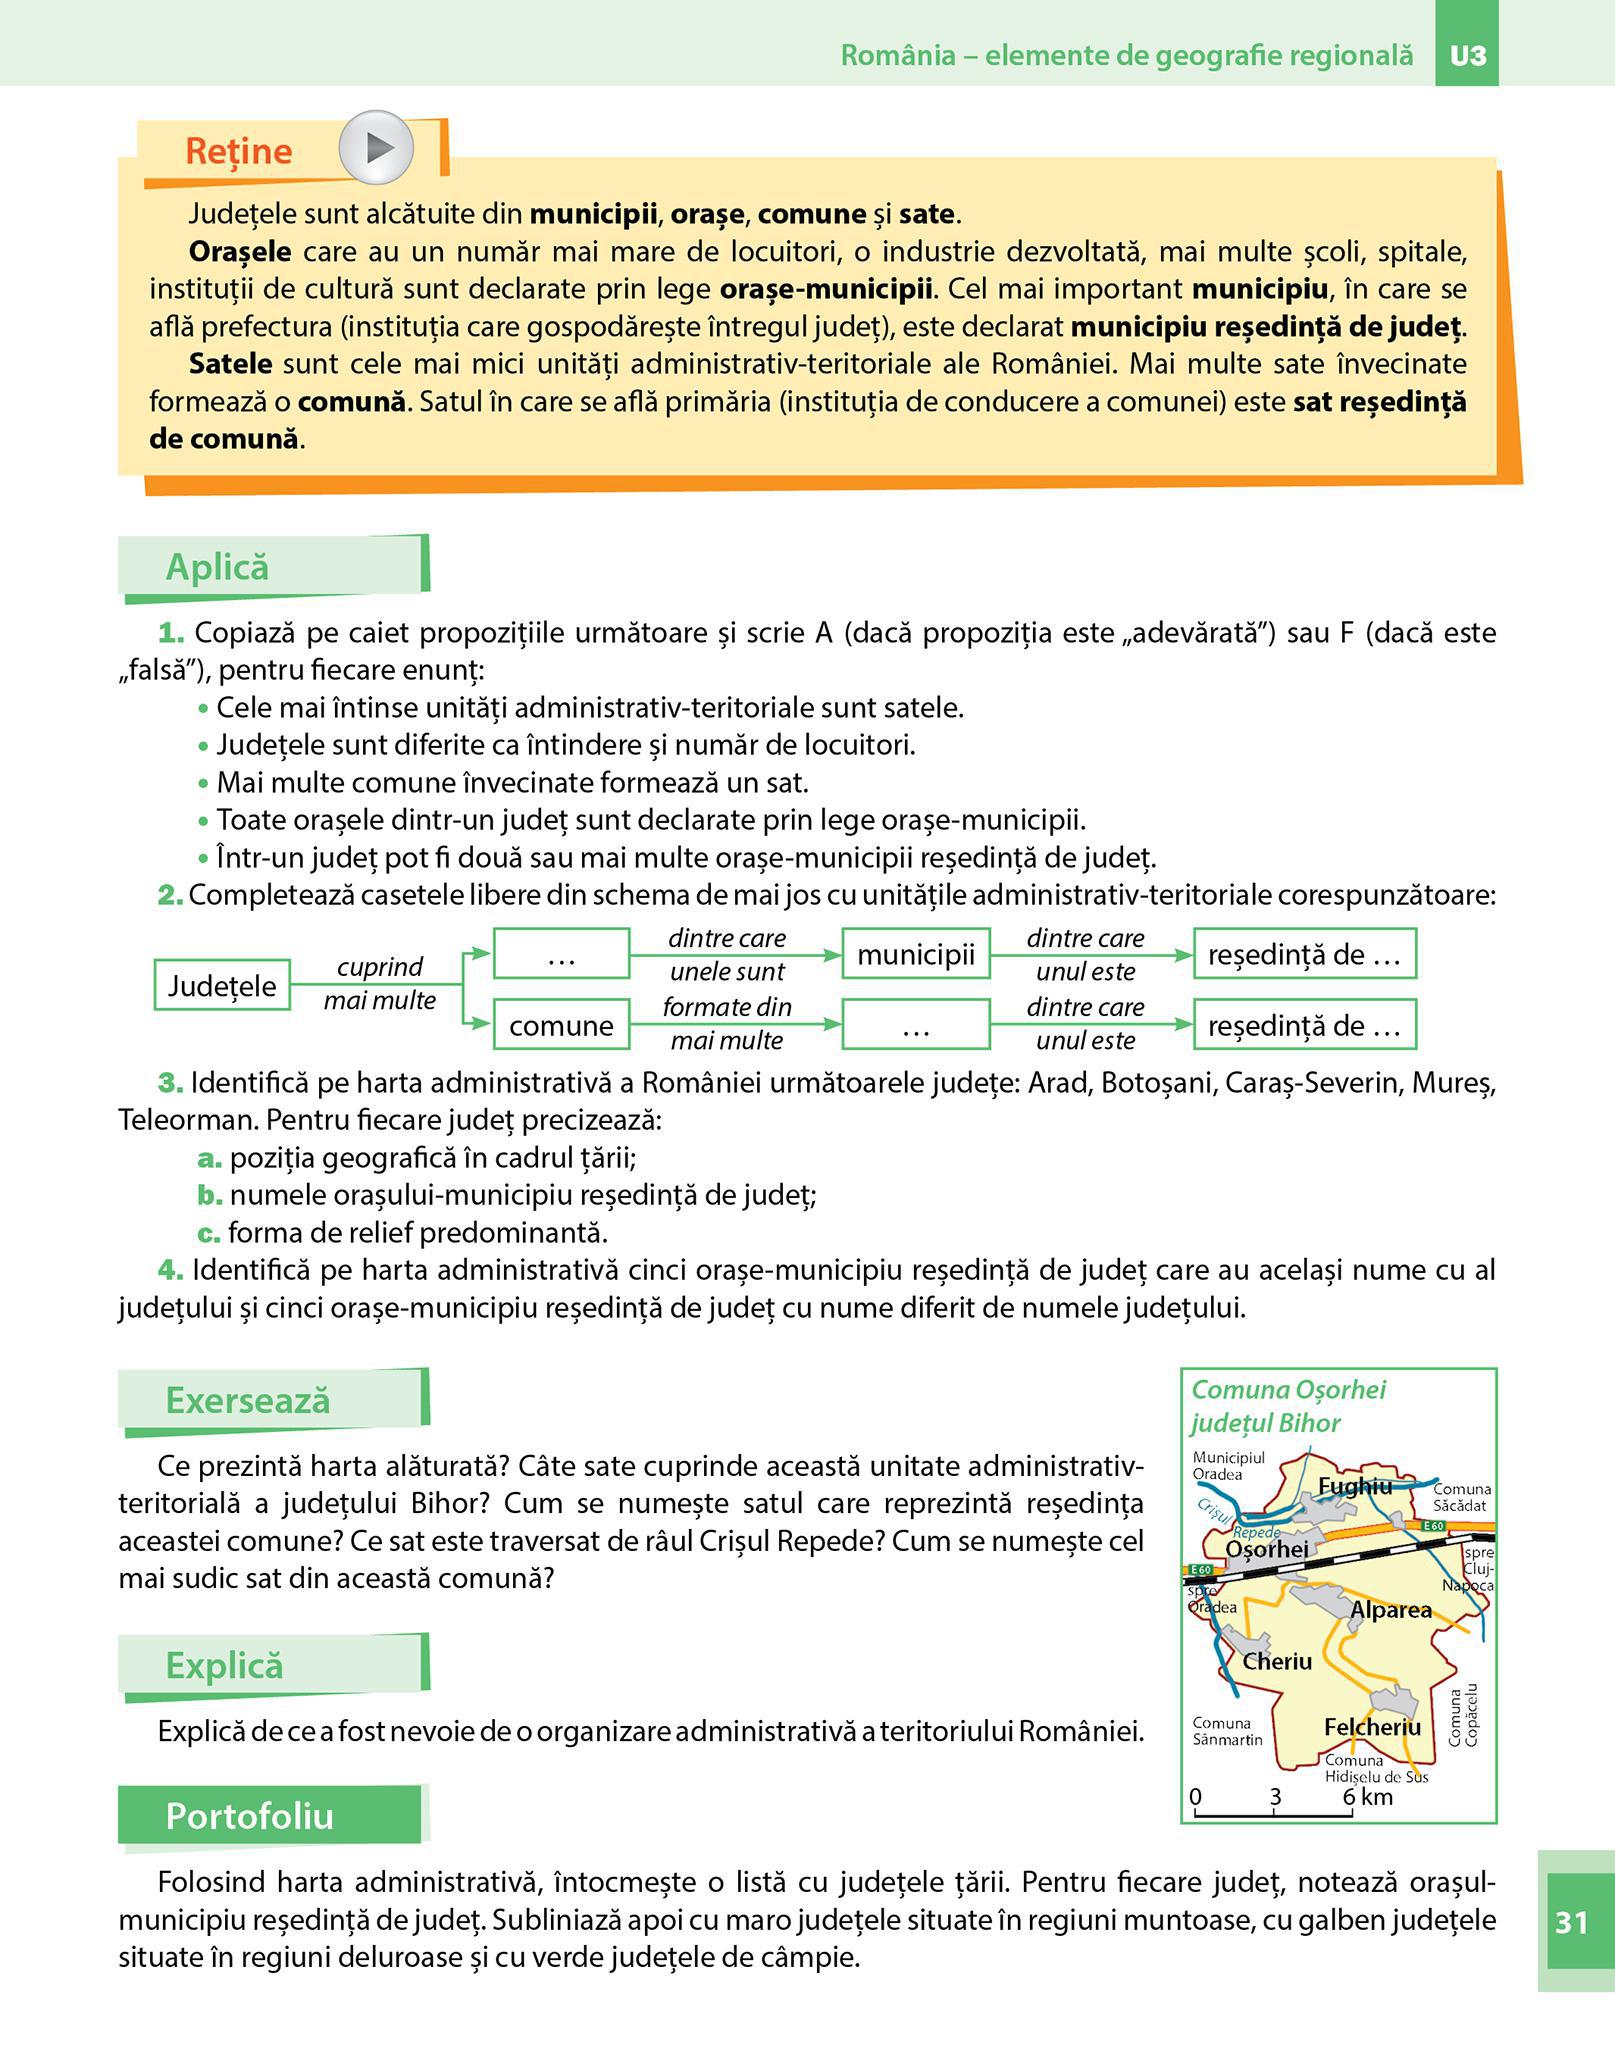 România – elemente de geografie regională U3
Reține
Județele sunt alcătuite din municipii, orașe, comune și sate.
Orașele care au un număr mai mare de locuitori, o industrie dezvoltată, mai multe școli, spitale,
instituții de cultură sunt declarate prin lege orașe-municipii. Cel mai important municipiu, în care se
află prefectura (instituția care gospodărește întregul județ), este declarat municipiu reședință de județ.
Satele sunt cele mai mici unități administrativ-teritoriale ale României. Mai multe sate învecinate
formează o comună. Satul în care se află primăria (instituția de conducere a comunei) este sat reședință
de comună.
Aplică
1. Copiază pe caiet propozițiile următoare și scrie A (dacă propoziția este „adevărată”) sau F (dacă este
„falsă”), pentru fiecare enunț:
• Cele mai întinse unități administrativ-teritoriale sunt satele.
• Județele sunt diferite ca întindere și număr de locuitori.
• Mai multe comune învecinate formează un sat.
• Toate orașele dintr-un județ sunt declarate prin lege orașe-municipii.
• Într-un județ pot fi două sau mai multe orașe-municipii reședință de județ.
2. Completează casetele libere din schema de mai jos cu unitățile administrativ-teritoriale corespunzătoare:
Județele
cuprind
mai multe
…
dintre care
unele sunt
municipii
dintre care
unul este
reședință de …
comune
formate din
mai multe
…
dintre care
unul este
reședință de …
3. Identifică pe harta administrativă a României următoarele județe: Arad, Botoșani, Caraș-Severin, Mureș,
Teleorman. Pentru fiecare județ precizează:
a. poziția geografică în cadrul țării;
b. numele orașului-municipiu reședință de județ;
c. forma de relief predominantă.
4. Identifică pe harta administrativă cinci orașe-municipiu reședință de județ care au același nume cu al
județului și cinci orașe-municipiu reședință de județ cu nume diferit de numele județului.
Exersează
Ce prezintă harta alăturată? Câte sate cuprinde această unitate administrativ-
teritorială a județului Bihor? Cum se numește satul care reprezintă reședința
acestei comune? Ce sat este traversat de râul Crișul Repede? Cum se numește cel
mai sudic sat din această comună?
Comuna Oșorhei
județul Bihor
Municipiul
Oradea
Fughiu
Comuna
Săcădat
Crișul
Repede
E 60
Oșorhei
spre
Cluj-
Napoca
E 60
spre
Oradea
Alparea
Cheriu
Comuna
Copăcelu
Comuna
Sânmartin
Felcheriu
Comuna
Hidișelu de Sus
0 3 6 km
Explică
Explică de ce a fost nevoie de o organizare administrativă a teritoriului României.
Portofoliu
Folosind harta administrativă, întocmește o listă cu județele țării. Pentru fiecare județ, notează orașul-
municipiu reședință de județ. Subliniază apoi cu maro județele situate în regiuni muntoase, cu galben județele
situate în regiuni deluroase și cu verde județele de câmpie.
31